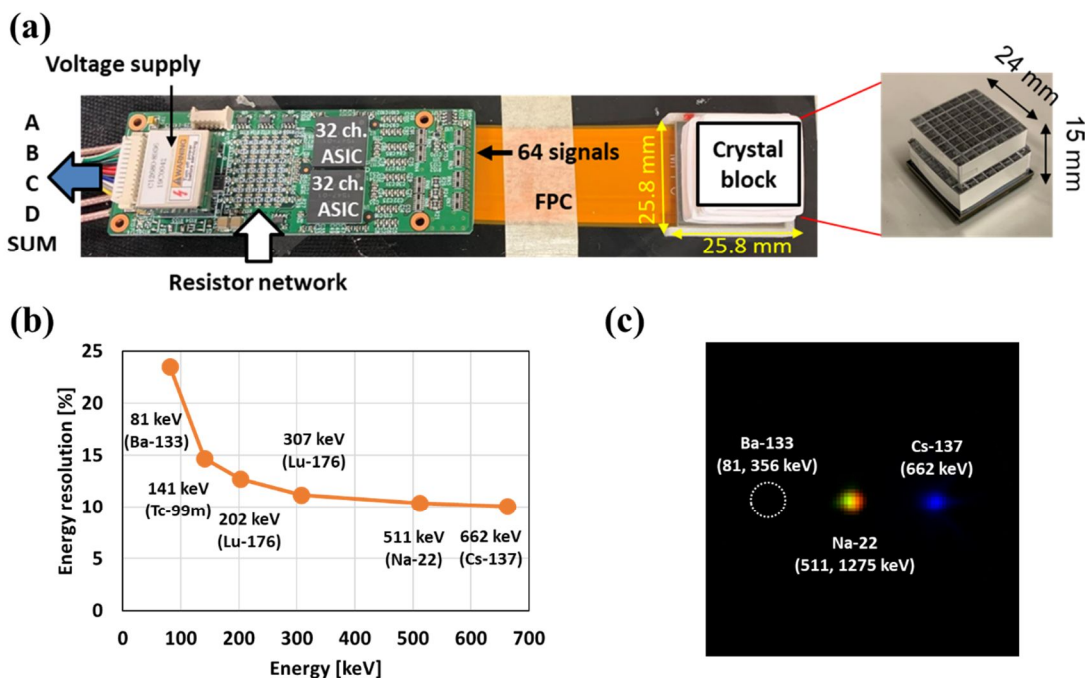 (a)
Voltage supply
A
B
C
D
SUM
32 ch.
ASIC
32 ch.
ASIC
64 signals
FPC
Resistor network
25.8 mm
25.8 mm
Crystal
block
24 mm
15 mm
(b)
Energy resolution [%]
25
20
15
10
5
0
81 keV
(Ba-133)
141 keV
(Tc-99m)
202 keV
(Lu-176)
307 keV
(Lu-176)
511 keV
(Na-22)
662 keV
(Cs-137)
0 100 200 300 400 500 600 700
Energy [keV]
(c)
Ba-133
(81, 356 keV)
Na-22
(511, 1275 keV)
Cs-137
(662 keV)